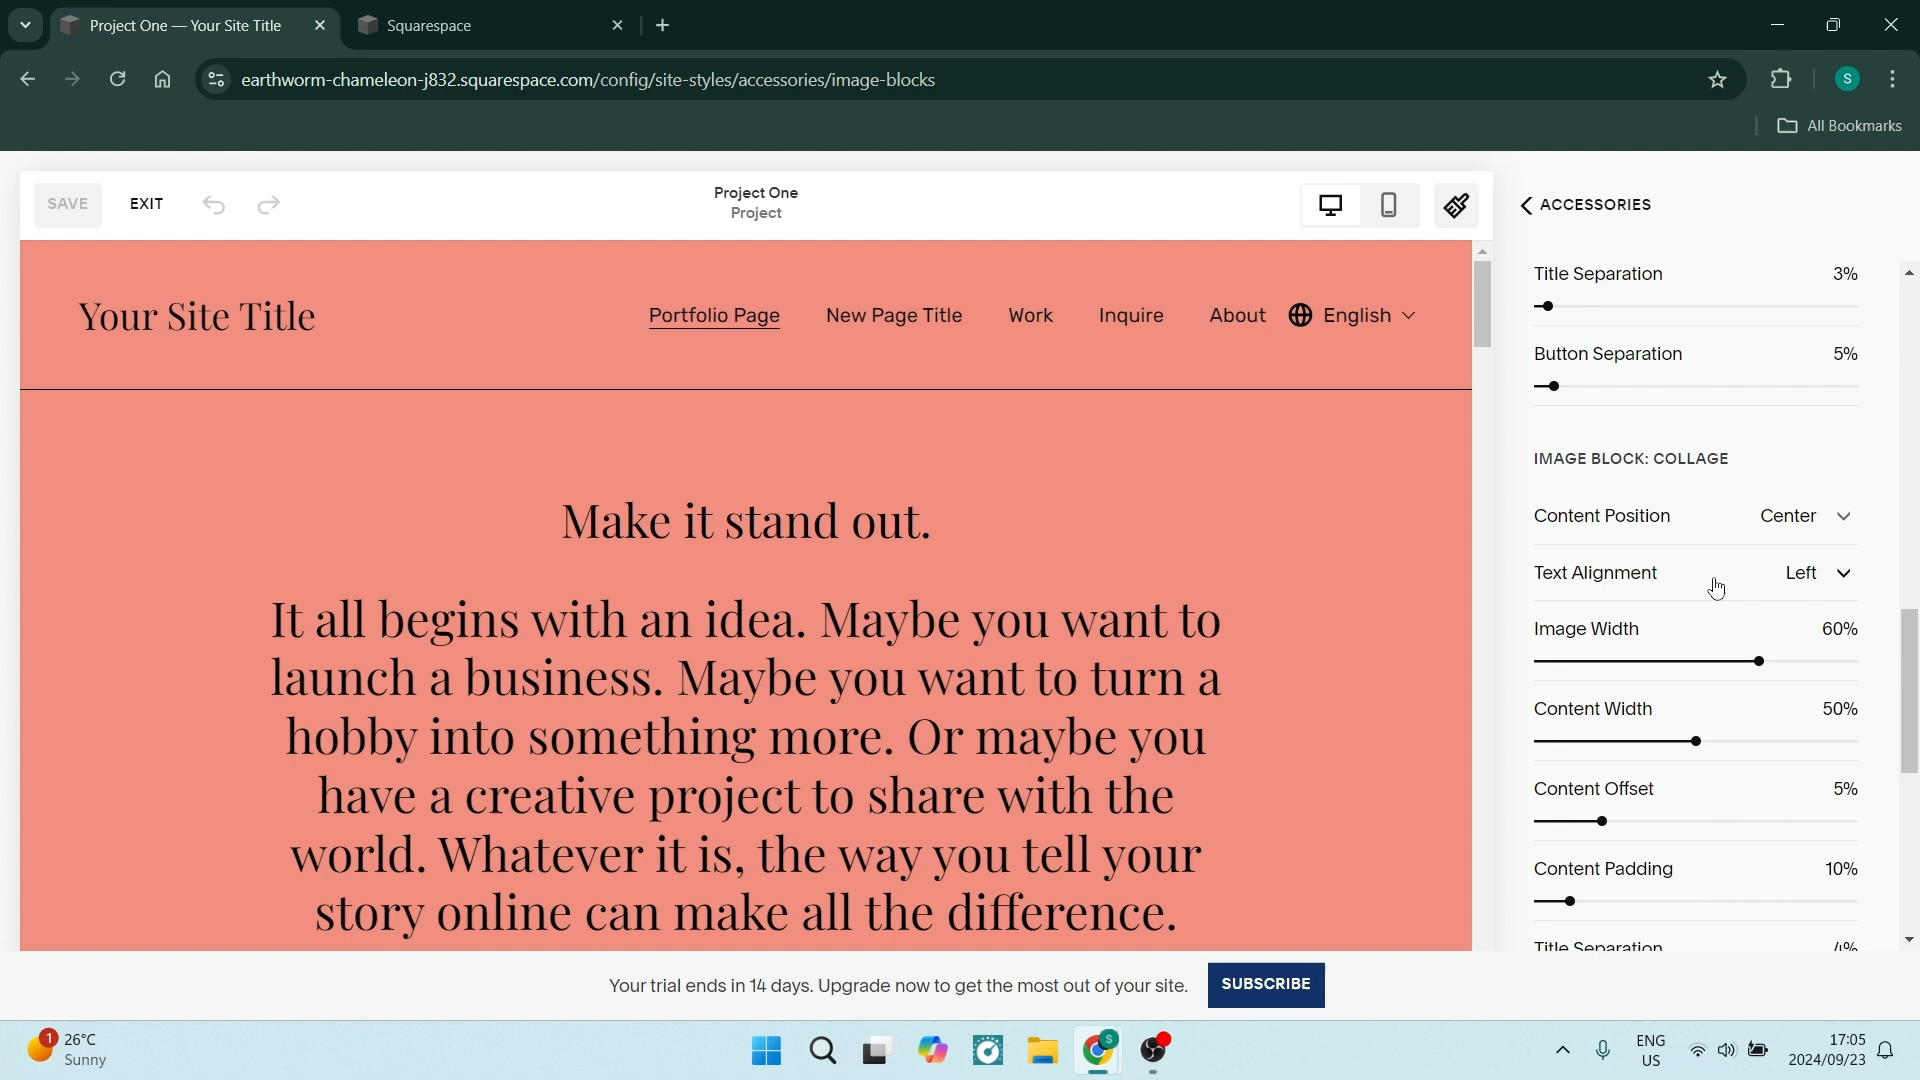 Project One — Your Site Title
Squarespace
earthworm-chameleon-j832.squarespace.com/config/site-styles/accessories/image-blocks
S
All Bookmarks
SAVE
EXIT
Project One
Project
ACCESSORIES
Your Site Title
Portfolio Page
New Page Title
Work
Inquire
About
English
Make it stand out.
It all begins with an idea. Maybe you want to
launch a business. Maybe you want to turn a
hobby into something more. Or maybe you
have a creative project to share with the
world. Whatever it is, the way you tell your
story online can make all the difference.
Title Separation 3%
Button Separation 5%
IMAGE BLOCK: COLLAGE
Content Position Center
Text Alignment Left
Image Width 60%
Content Width 50%
Content Offset 5%
Content Padding 10%
Title Separation 4%
Your trial ends in 14 days. Upgrade now to get the most out of your site.
SUBSCRIBE
1
26°C
Sunny
S
ENG
US
17:05
2024/09/23